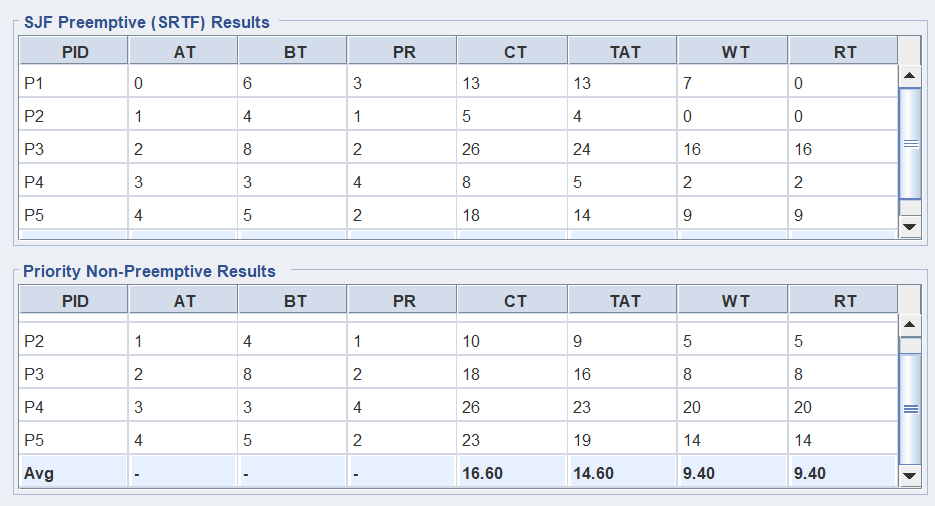 SJF Preemptive (SRTF) Results
PID AT BT PR CT TAT WT RT
P1 0 6 3 13 13 7 0
P2 1 4 1 5 4 0 0
P3 2 8 2 26 24 16 16
P4 3 3 4 8 5 2 2
P5 4 5 2 18 14 9 9
Priority Non-Preemptive Results
PID AT BT PR CT TAT WT RT
P2 1 4 1 10 9 5 5
P3 2 8 2 18 16 8 8
P4 3 3 4 26 23 20 20
P5 4 5 2 23 19 14 14
Avg - - - 16.60 14.60 9.40 9.40